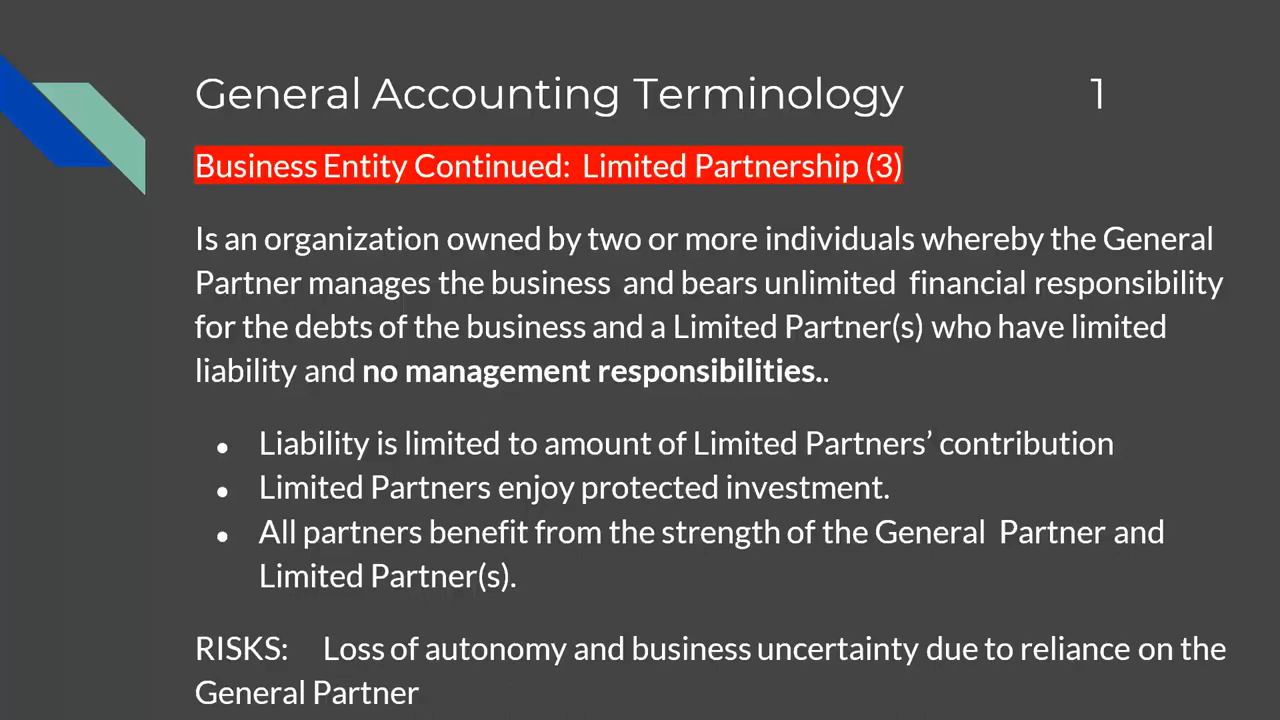 General Accounting Terminology 1
Business Entity Continued: Limited Partnership (3)
Is an organization owned by two or more individuals whereby the General
Partner manages the business and bears unlimited financial responsibility
for the debts of the business and a Limited Partner(s) who have limited
liability and no management responsibilities..
● Liability is limited to amount of Limited Partners’ contribution
● Limited Partners enjoy protected investment.
● All partners benefit from the strength of the General Partner and
Limited Partner(s).
RISKS: Loss of autonomy and business uncertainty due to reliance on the
General Partner